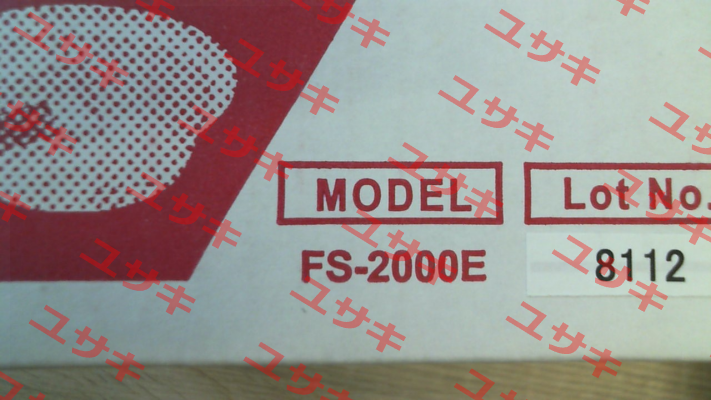 MODEL
Lot No.
FS-2000E
8112
ユサキ